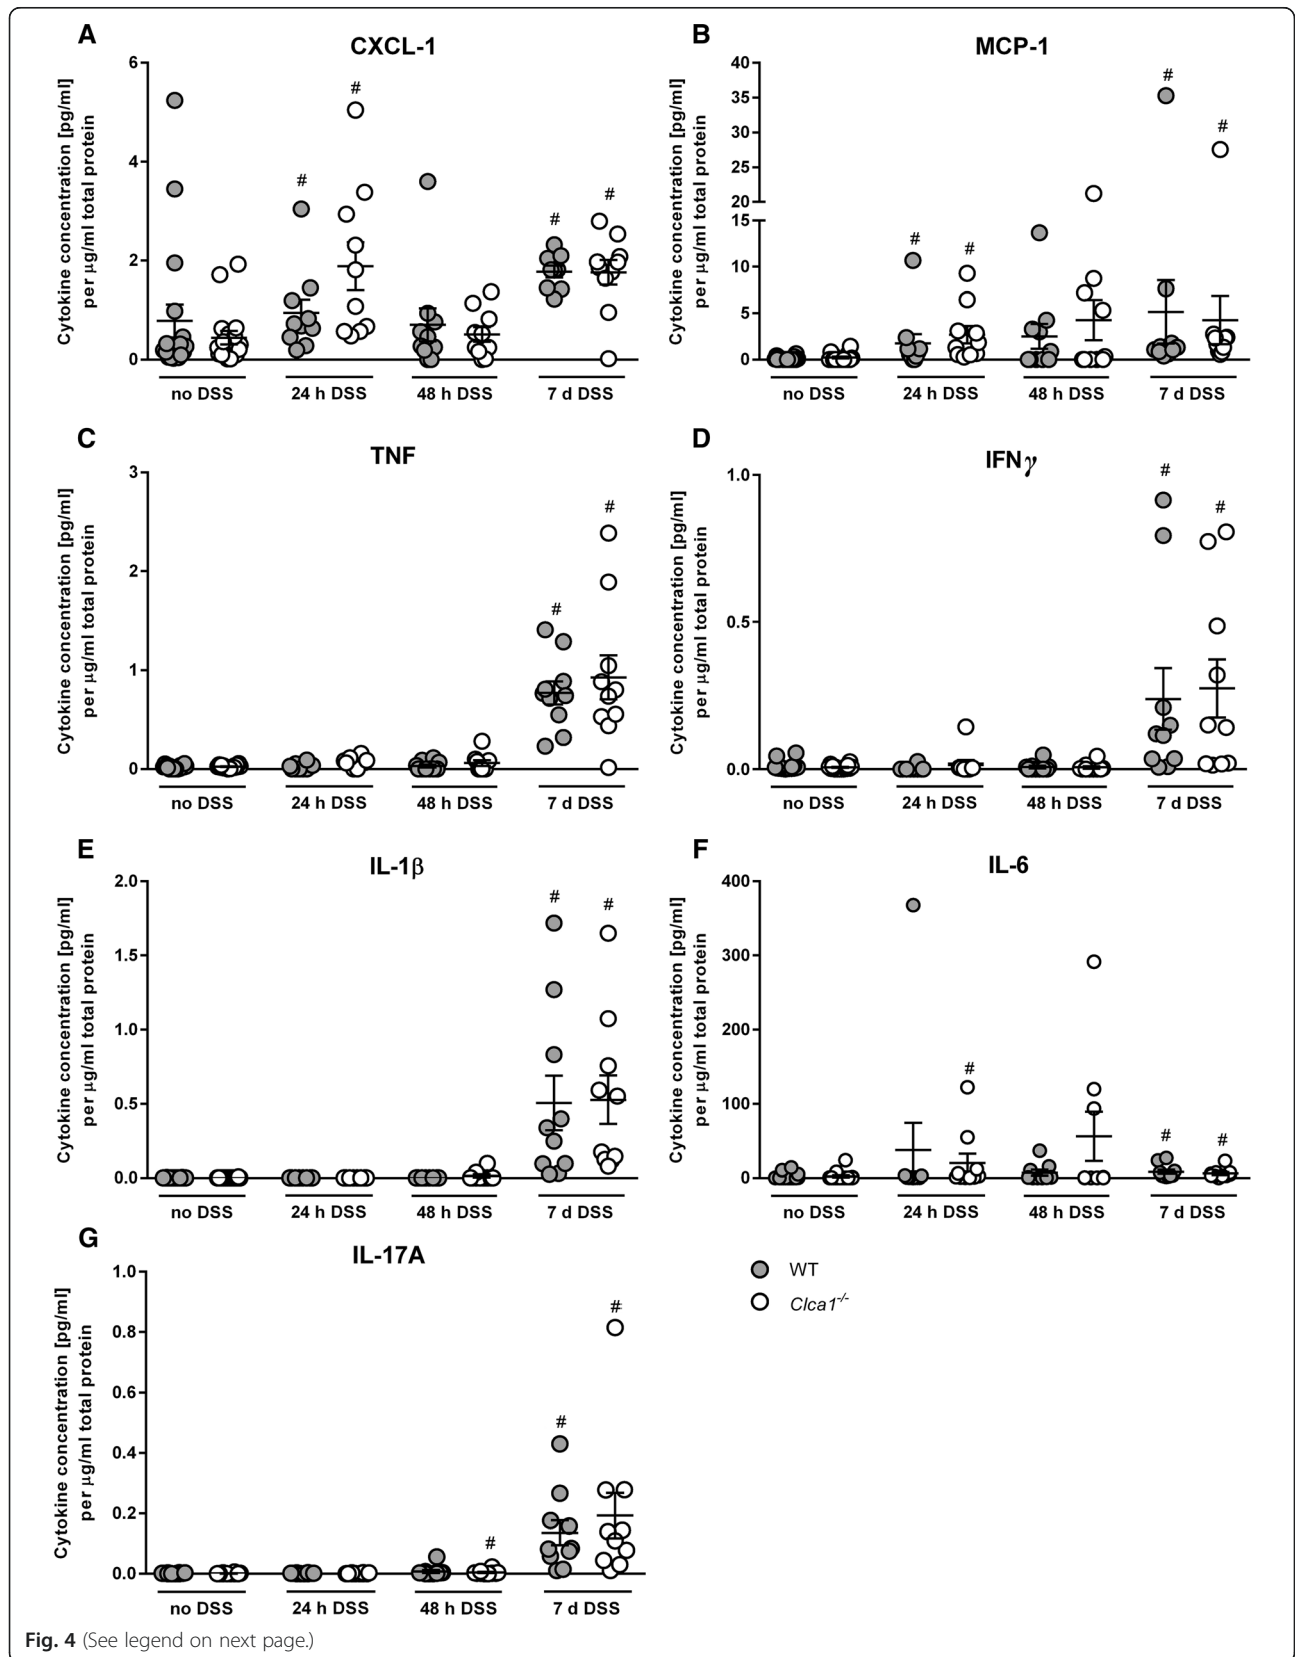 A
CXCL-1
Cytokine concentration [pg/ml]
per µg/ml total protein
6
4
2
0
#
#
#
#
no DSS
24 h DSS
48 h DSS
7 d DSS
B
MCP-1
Cytokine concentration [pg/ml]
per µg/ml total protein
40
35
30
25
20
15
10
5
0
#
#
#
#
no DSS
24 h DSS
48 h DSS
7 d DSS
C
TNF
Cytokine concentration [pg/ml]
per µg/ml total protein
3
2
1
0
#
#
no DSS
24 h DSS
48 h DSS
7 d DSS
D
IFNγ
Cytokine concentration [pg/ml]
per µg/ml total protein
1.0
0.5
0.0
#
#
no DSS
24 h DSS
48 h DSS
7 d DSS
E
IL-1β
Cytokine concentration [pg/ml]
per µg/ml total protein
2.0
1.5
1.0
0.5
0.0
#
#
no DSS
24 h DSS
48 h DSS
7 d DSS
F
IL-6
Cytokine concentration [pg/ml]
per µg/ml total protein
400
300
200
100
0
#
#
#
no DSS
24 h DSS
48 h DSS
7 d DSS
G
IL-17A
Cytokine concentration [pg/ml]
per µg/ml total protein
1.0
0.8
0.6
0.4
0.2
0.0
#
#
#
no DSS
24 h DSS
48 h DSS
7 d DSS
WT
Clca1-/-
Fig. 4 (See legend on next page.)